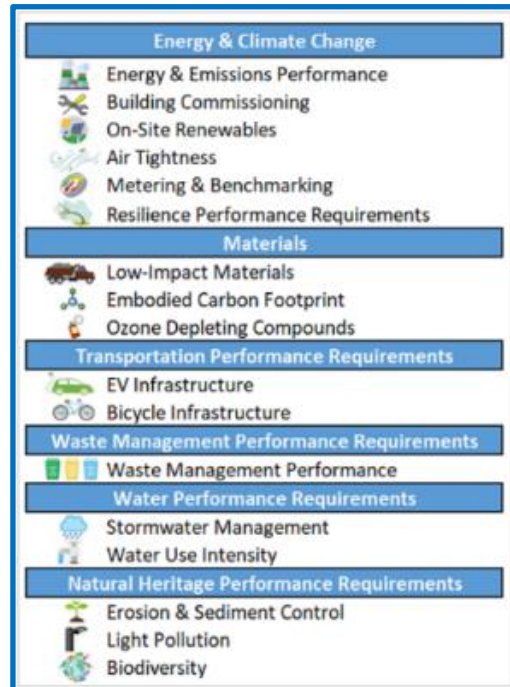 Energy & Climate Change
Energy & Emissions Performance
Building Commissioning
On-Site Renewables
Air Tightness
Metering & Benchmarking
Resilience Performance Requirements
Materials
Low-Impact Materials
Embodied Carbon Footprint
Ozone Depleting Compounds
Transportation Performance Requirements
EV Infrastructure
Bicycle Infrastructure
Waste Management Performance Requirements
Waste Management Performance
Water Performance Requirements
Stormwater Management
Water Use Intensity
Natural Heritage Performance Requirements
Erosion & Sediment Control
Light Pollution
Biodiversity